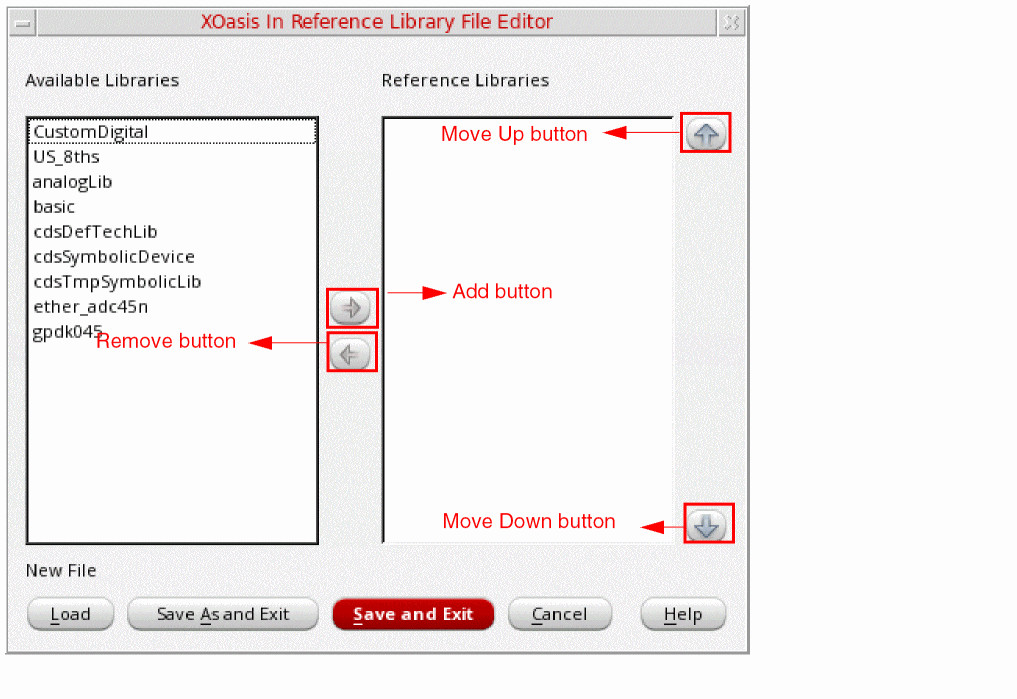 XOasis In Reference Library File Editor
Available Libraries
Reference Libraries
CustomDigital
US_8ths
analogLib
basic
cdsDefTechLib
cdsSymbolicDevice
cdsTmpSymbolicLib
ether_adc45n
gpdk045
Move Up button
Add button
Remove button
Move Down button
New File
Load
Save As and Exit
Save and Exit
Cancel
Help